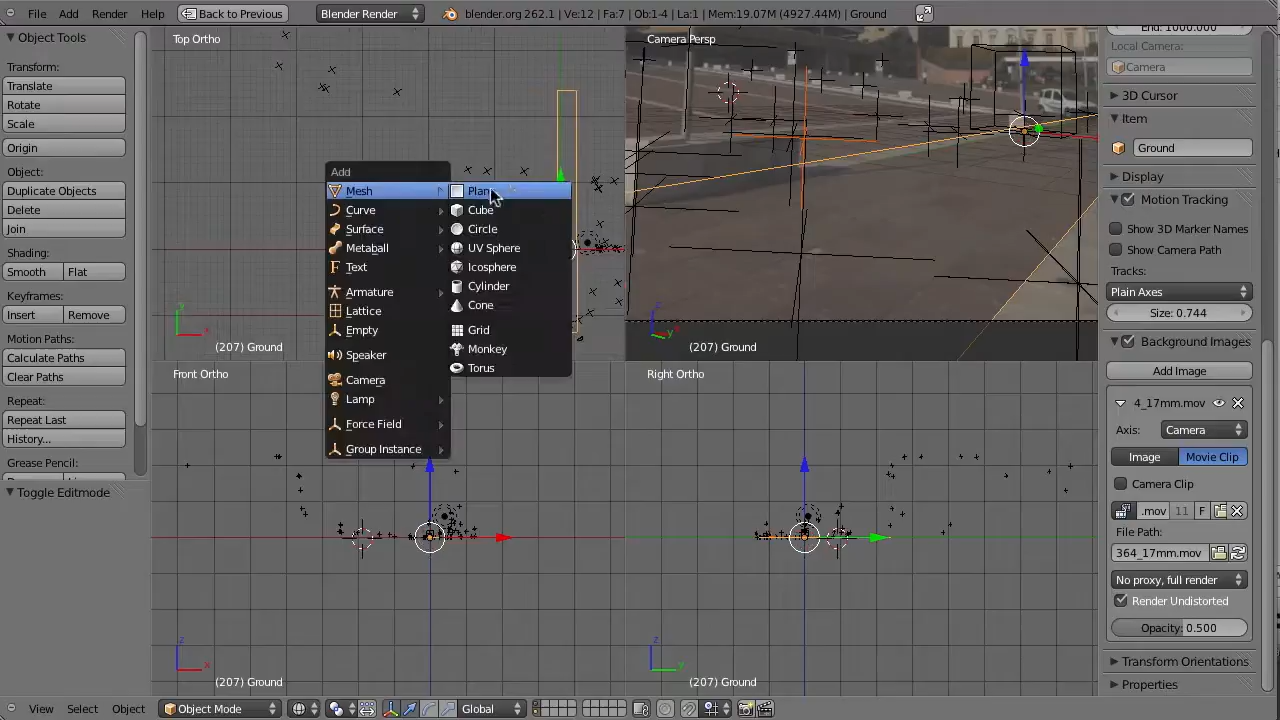 File Add Render Help Back to Previous Blender Render blender.org 262.1 | Ve:12 | Fa:7 | Ob:1-4 | La:1 | Mem:19.07M (4927.44M) | Ground
Object Tools
Transform:
Translate
Rotate
Scale
Origin
Object:
Duplicate Objects
Delete
Join
Shading:
Smooth Flat
Keyframes:
Insert Remove
Motion Paths:
Calculate Paths
Clear Paths
Repeat:
Repeat Last
History...
Grease Pencil:
Toggle Editmode
Top Ortho
y
x
(207) Ground
Add
Mesh
Curve
Surface
Metaball
Text
Armature
Lattice
Empty
Speaker
Camera
Lamp
Force Field
Group Instance
Plane
Cube
Circle
UV Sphere
Icosphere
Cylinder
Cone
Grid
Monkey
Torus
Camera Persp
z
y x
(207) Ground
Front Ortho
z
x
(207) Ground
Right Ortho
z
y
(207) Ground
End: 1000.000
Local Camera:
Camera
3D Cursor
Item
Ground
Display
Motion Tracking
Show 3D Marker Names
Show Camera Path
Tracks:
Plain Axes
Size: 0.744
Background Images
Add Image
4_17mm.mov
Axis: Camera
Image Movie Clip
Camera Clip
.mov 11 F
File Path:
364_17mm.mov
No proxy, full render
Render Undistorted
Opacity: 0.500
Transform Orientations
Properties
View Select Object Object Mode Global